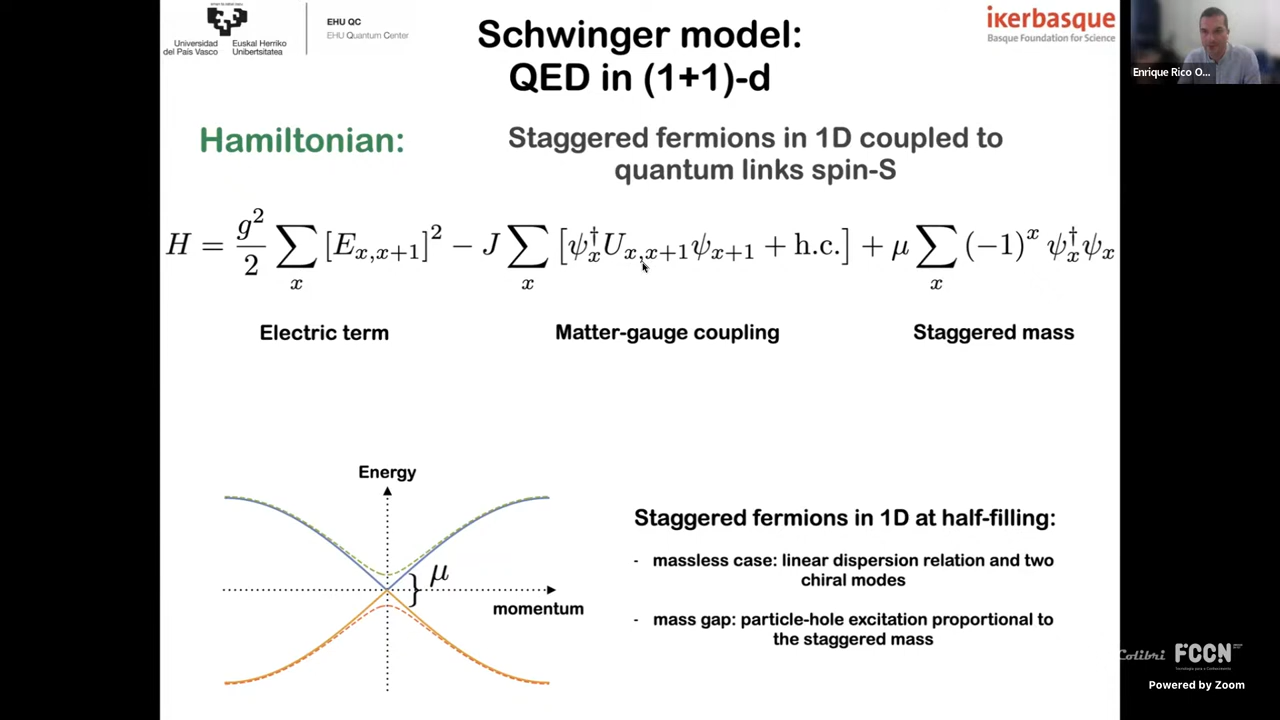 Universidad del País Vasco
Euskal Herriko Unibertsitatea
EHU QC
EHU Quantum Center
Schwinger model:
QED in (1+1)-d
ikerbasque
Basque Foundation for Science
Enrique Rico O...
Hamiltonian:
Staggered fermions in 1D coupled to
quantum links spin-S
H = g²/2 ∑_x [E_{x,x+1}]² − J ∑_x [ψ_x^† U_{x,x+1} ψ_{x+1} + h.c.] + μ ∑_x (−1)^x ψ_x^† ψ_x
Electric term
Matter-gauge coupling
Staggered mass
Energy
μ
momentum
Staggered fermions in 1D at half-filling:
- massless case: linear dispersion relation and two
chiral modes
- mass gap: particle-hole excitation proportional to
the staggered mass
Colibri
FCCN
Powered by Zoom